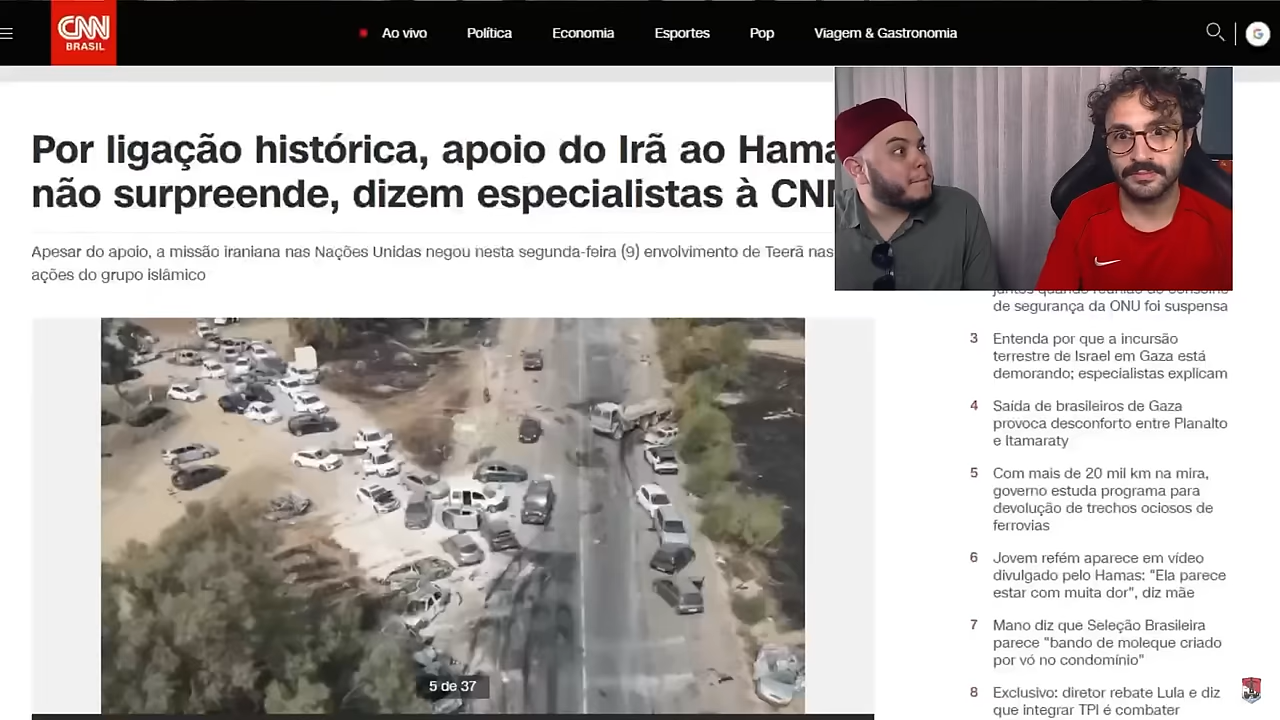 CNN
BRASIL
Ao vivo
Política
Economia
Esportes
Pop
Viagem & Gastronomia
G
Por ligação histórica, apoio do Irã ao
não surpreende, dizem especialistas à
Apesar do apoio, a missão iraniana nas Nações Unidas negou nesta segunda-feira (9) envolvimento de Teerã nas
ações do grupo islâmico
5 de 37
juntos quando reunião do conselho
de segurança da ONU foi suspensa
3 Entenda por que a incursão
terrestre de Israel em Gaza está
demorando; especialistas explicam
4 Saída de brasileiros de Gaza
provoca desconforto entre Planalto
e Itamaraty
5 Com mais de 20 mil km na mira,
governo estuda programa para
devolução de trechos ociosos de
ferrovias
6 Jovem refém aparece em vídeo
divulgado pelo Hamas: "Ela parece
estar com muita dor", diz mãe
7 Mano diz que Seleção Brasileira
parece "bando de moleque criado
por vó no condomínio"
8 Exclusivo: diretor rebate Lula e diz
que integrar TPI é combater